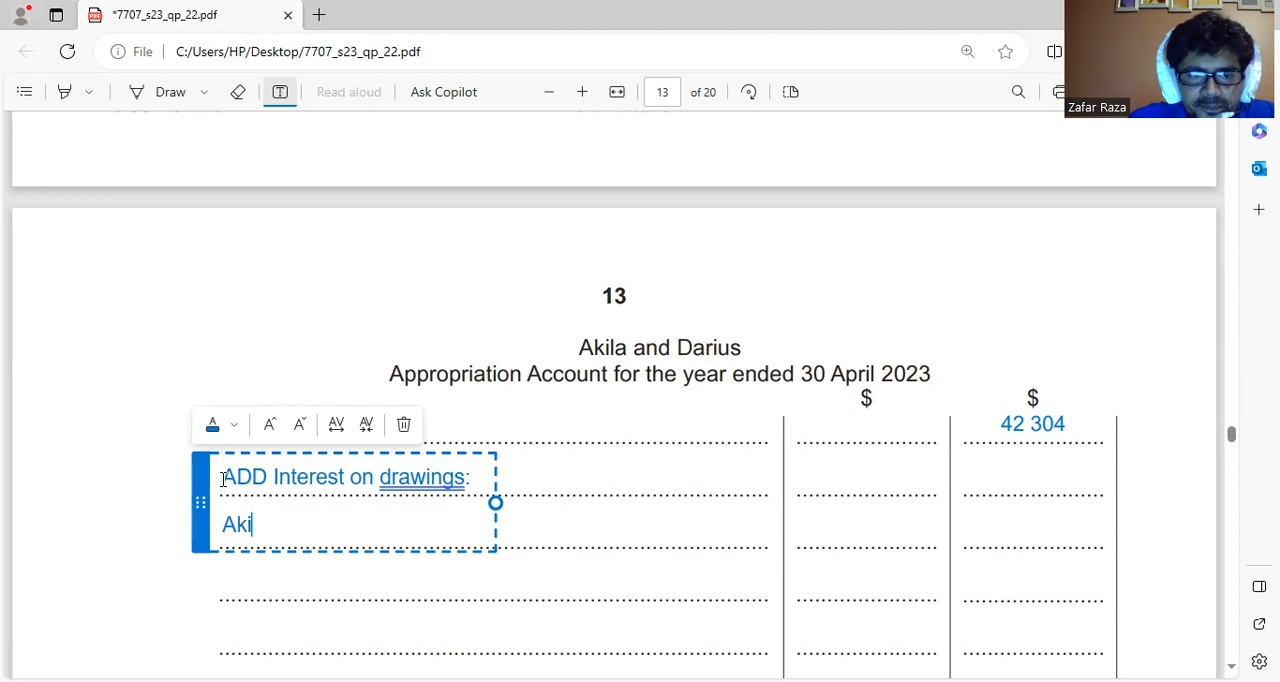 *7707_s23_qp_22.pdf
File
C:/Users/HP/Desktop/7707_s23_qp_22.pdf
Draw
Read aloud
Ask Copilot
13
of 20
Zafar Raza
13
Akila and Darius
Appropriation Account for the year ended 30 April 2023
$ $
42 304
ADD Interest on drawings:
Aki